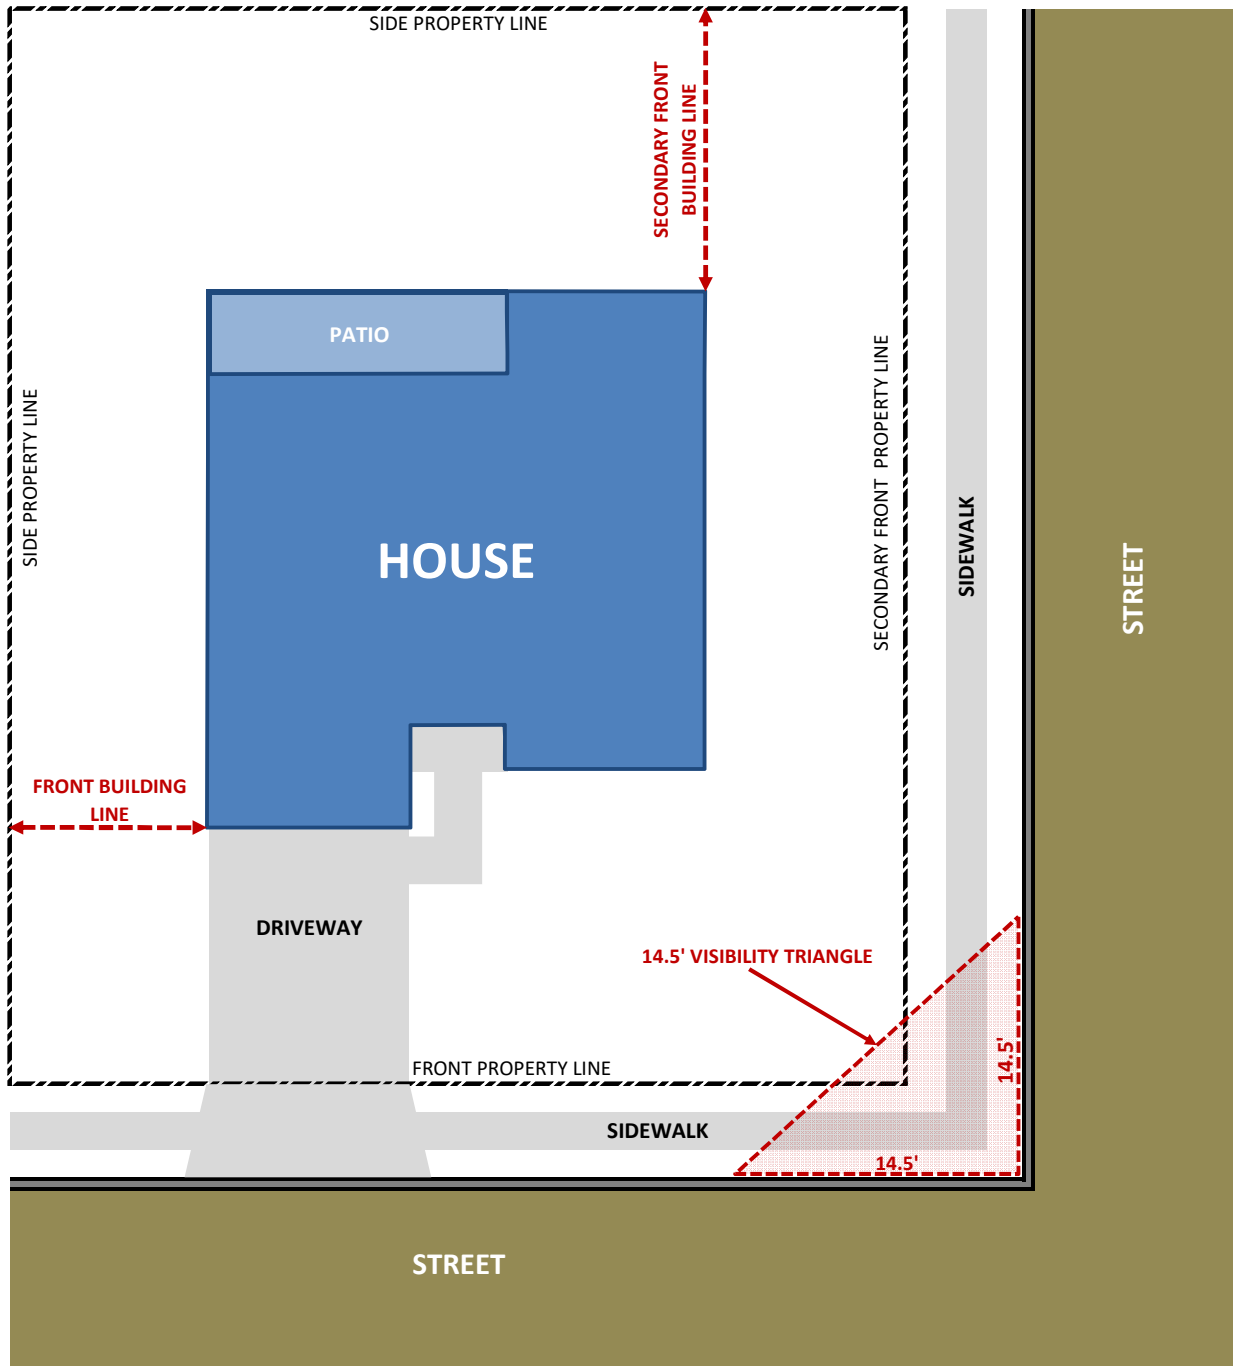 SIDE PROPERTY LINE
SECONDARY FRONT
BUILDING LINE
PATIO
SIDE PROPERTY LINE
SECONDARY FRONT PROPERTY LINE
HOUSE
SIDEWALK
STREET
FRONT BUILDING
LINE
DRIVEWAY
14.5' VISIBILITY TRIANGLE
14.5'
FRONT PROPERTY LINE
SIDEWALK
14.5'
STREET